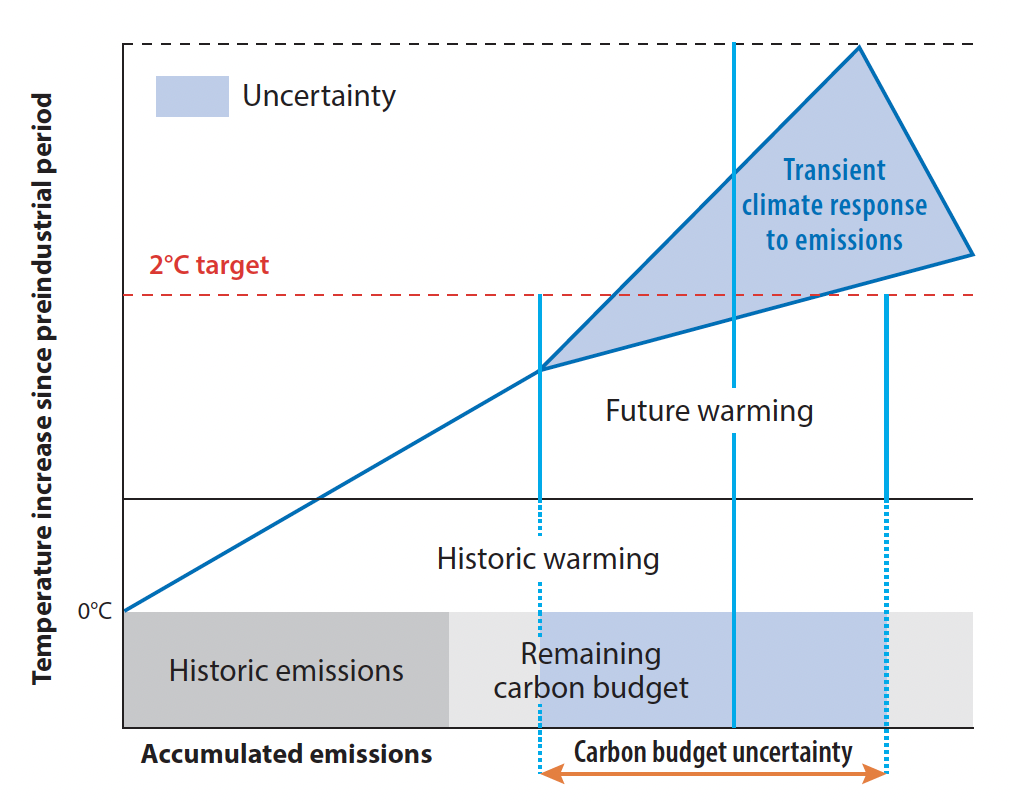 Temperature increase since preindustrial period
Uncertainty
Transient
climate response
to emissions
2°C target
Future warming
Historic warming
0°C
Historic emissions
Remaining
carbon budget
Accumulated emissions
Carbon budget uncertainty